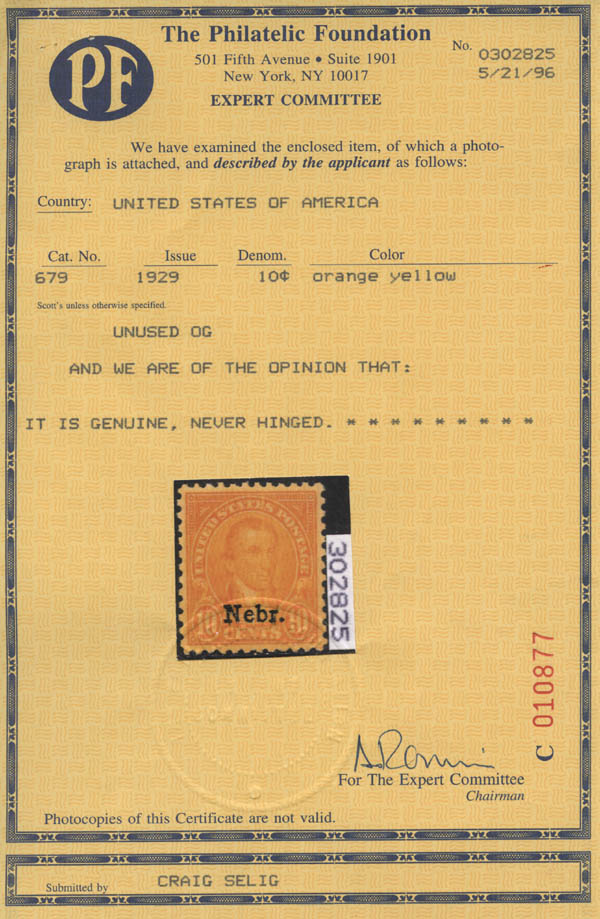 PF
The Philatelic Foundation
501 Fifth Avenue • Suite 1901
New York, NY 10017
EXPERT COMMITTEE
No. 0302825
5/21/96
We have examined the enclosed item, of which a photo-
graph is attached, and described by the applicant as follows:
Country: UNITED STATES OF AMERICA
Cat. No. Issue Denom. Color
679 1929 10¢ orange yellow
Scott's unless otherwise specified.
UNUSED OG
AND WE ARE OF THE OPINION THAT:
IT IS GENUINE, NEVER HINGED. * * * * * * * * *
UNITED STATES POSTAGE
Nebr.
10 CENTS 10
302825
C 010877
For The Expert Committee
Chairman
Photocopies of this Certificate are not valid.
Submitted by CRAIG SELIG